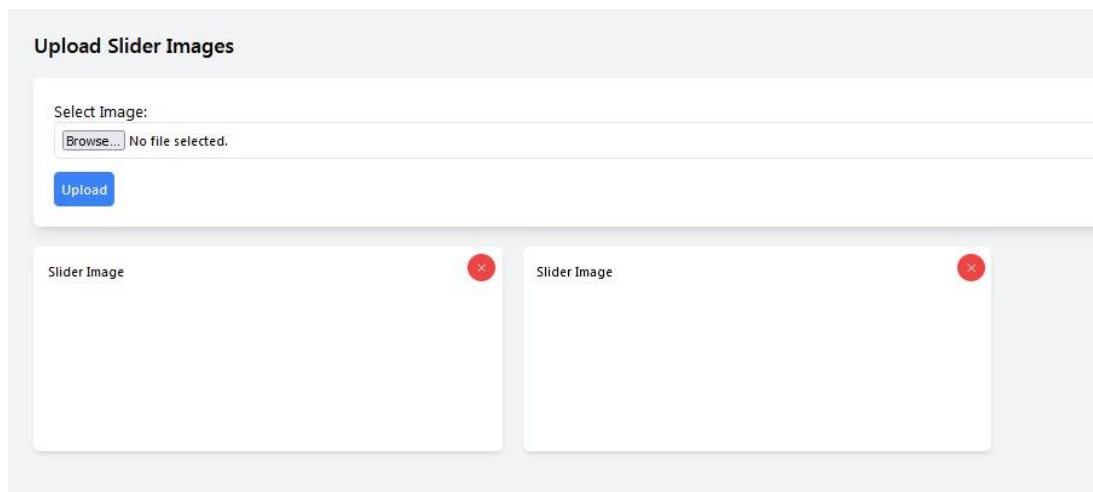 Upload Slider Images
Select Image:
Browse... No file selected.
Upload
Slider Image
Slider Image